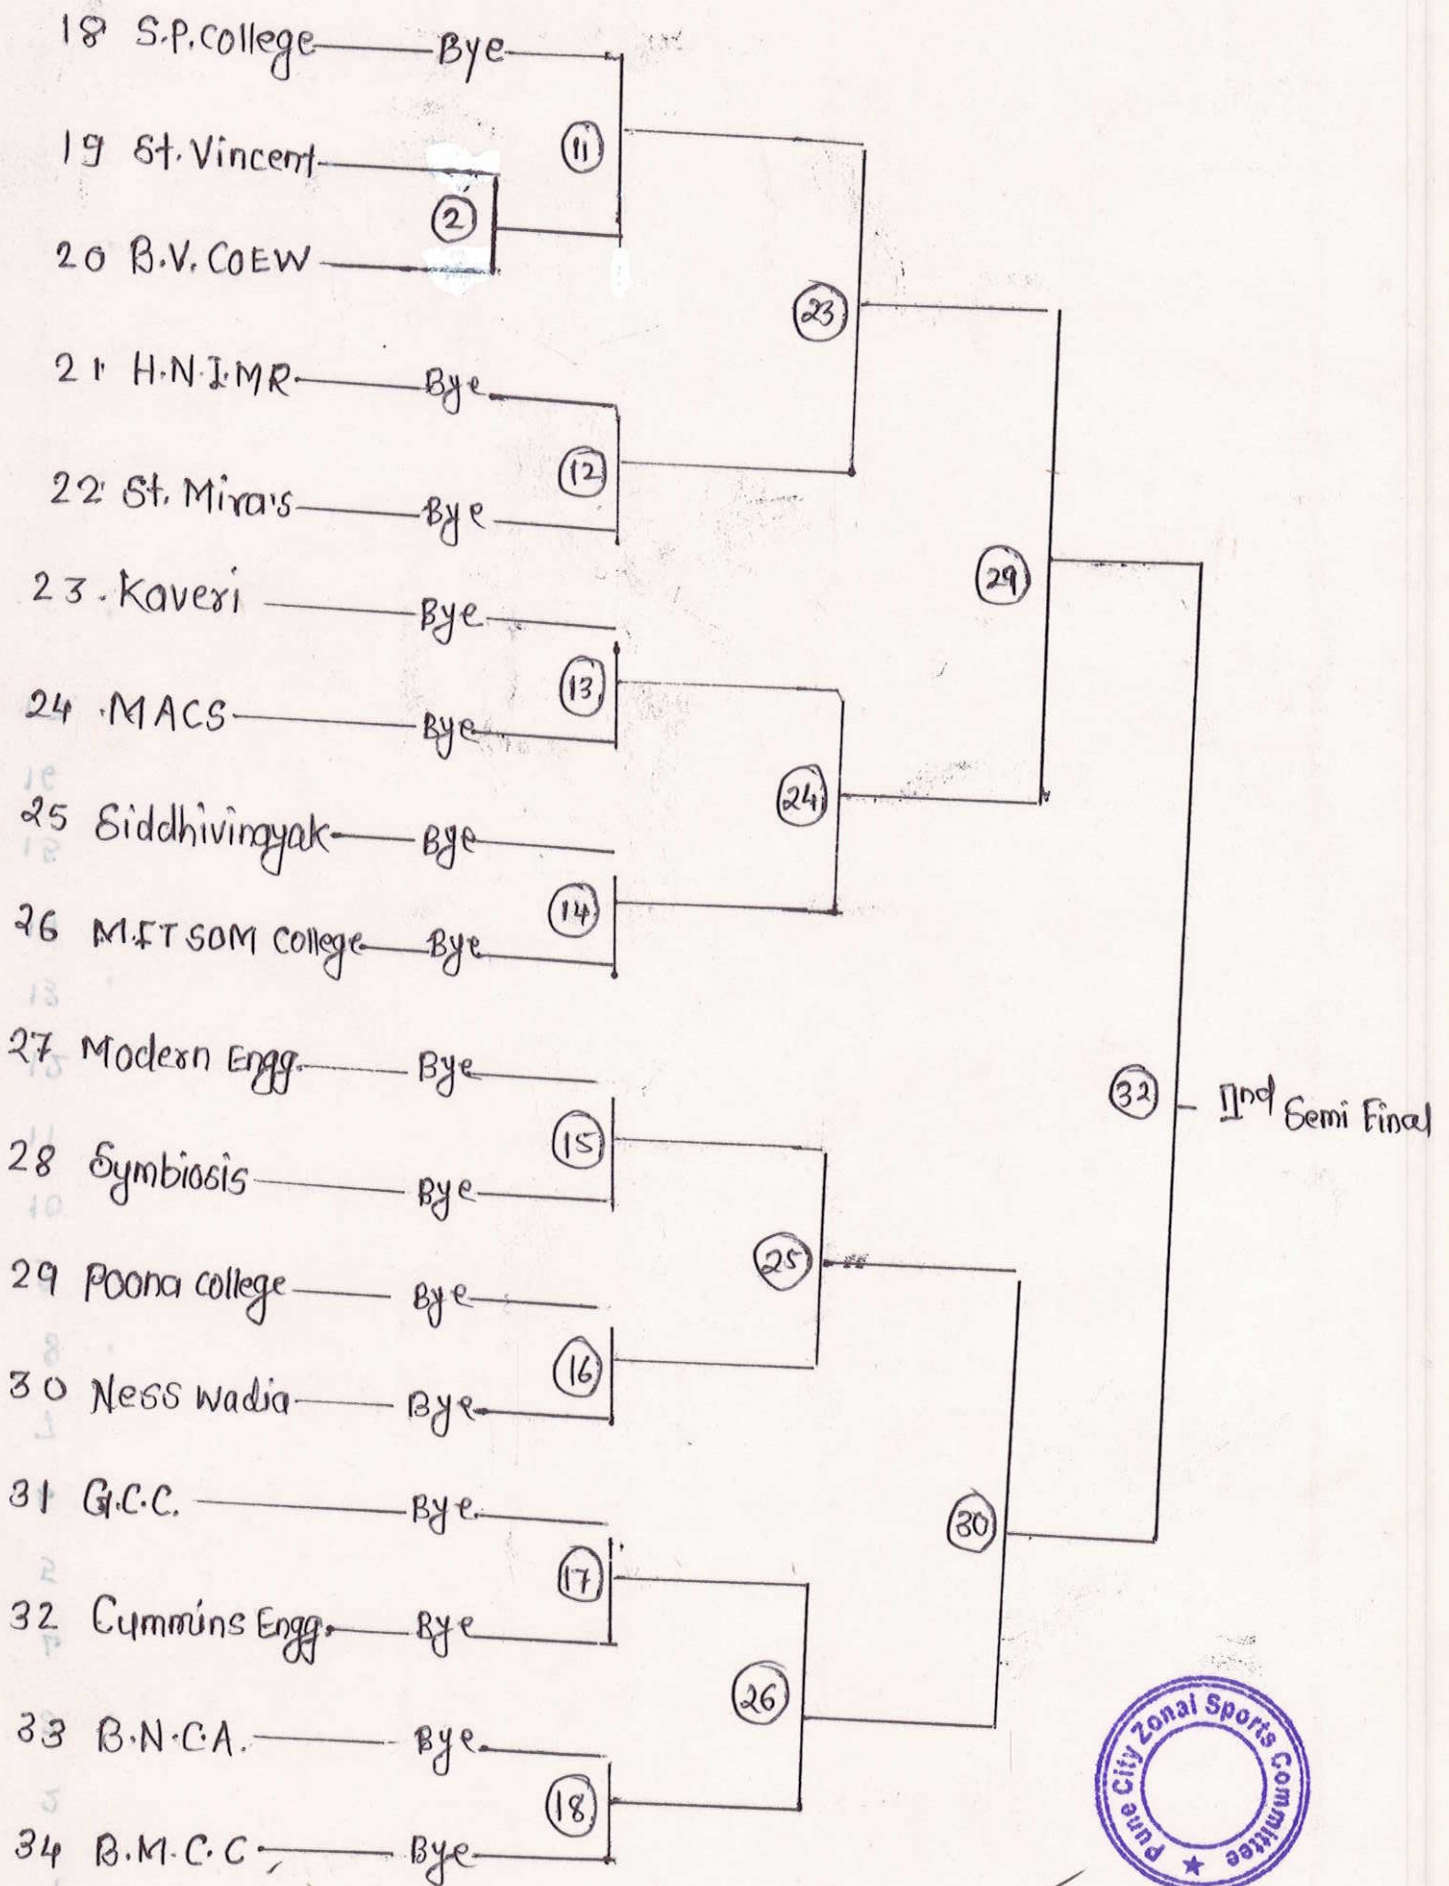 18 S.P. College Bye
11
19 St. Vincent
2
20 B.V. COEW
23
21 H.N.I.MR. Bye
12
22 St. Mira's Bye
29
23. Kaveri Bye
13
24 .MACS Bye
24
25 Siddhivinayak Bye
14
26 M.I.T SOM College Bye
27 Modern Engg. Bye
32 IInd Semi Final
15
28 Symbiosis Bye
25
29 Poona College Bye
16
30 Ness Wadia Bye
31 G.C.C. Bye
30
17
32 Cummins Engg. Bye
26
33 B.N.C.A. Bye
18
34 B.M.C.C. Bye
Pune City Zonal Sports Committee ★